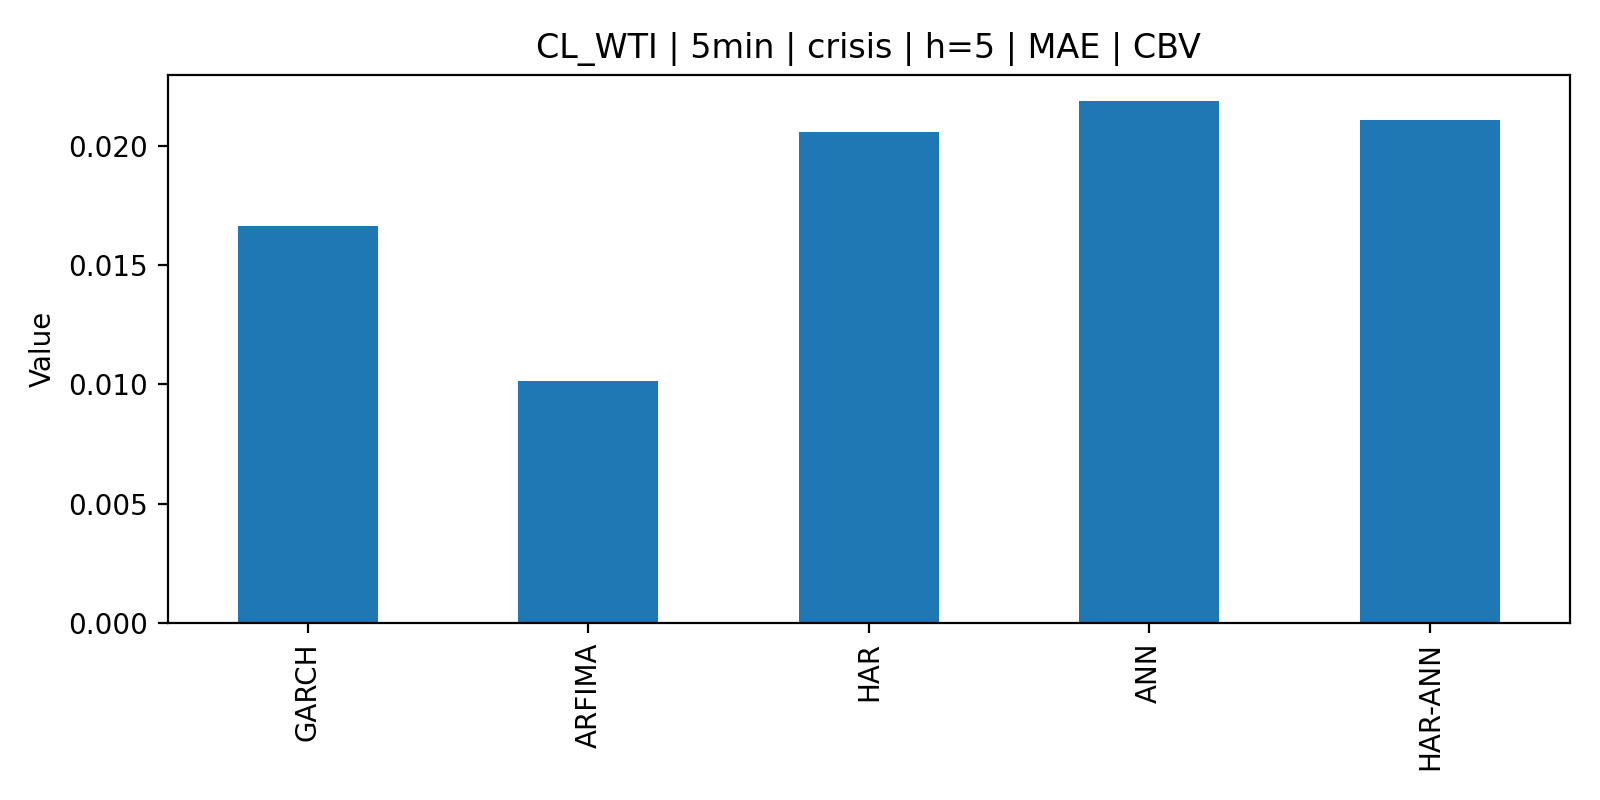 CL_WTI | 5min | crisis | h=5 | MAE | CBV
Value
0.020
0.015
0.010
0.005
0.000
GARCH
ARFIMA
HAR
ANN
HAR-ANN